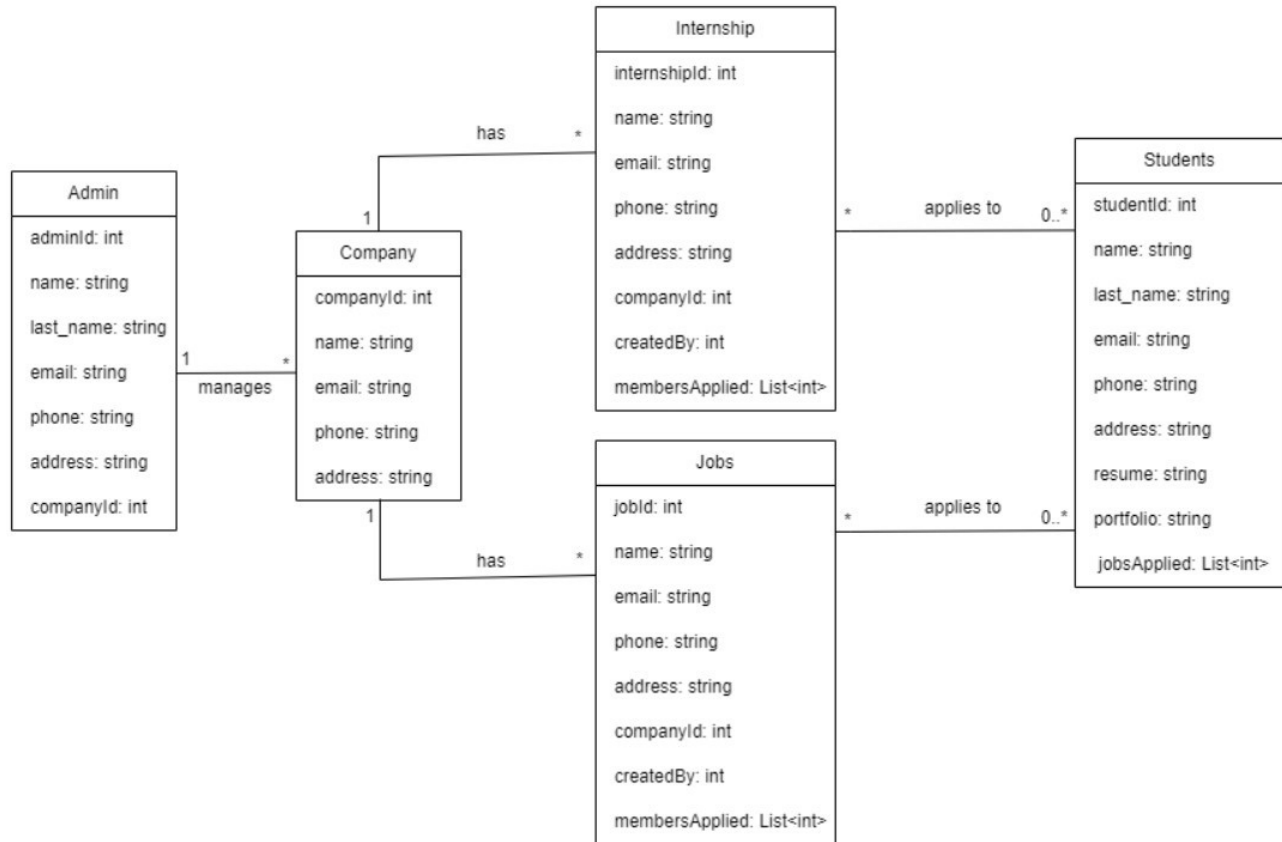 Admin
adminId: int
name: string
last_name: string
email: string
phone: string
address: string
companyId: int
1
manages
*
Company
companyId: int
name: string
email: string
phone: string
address: string
1
has
*
1
has
*
Internship
internshipId: int
name: string
email: string
phone: string
address: string
companyId: int
createdBy: int
membersApplied: List<int>
*
applies to
0..*
Jobs
jobId: int
name: string
email: string
phone: string
address: string
companyId: int
createdBy: int
membersApplied: List<int>
*
applies to
0..*
Students
studentId: int
name: string
last_name: string
email: string
phone: string
address: string
resume: string
portfolio: string
jobsApplied: List<int>